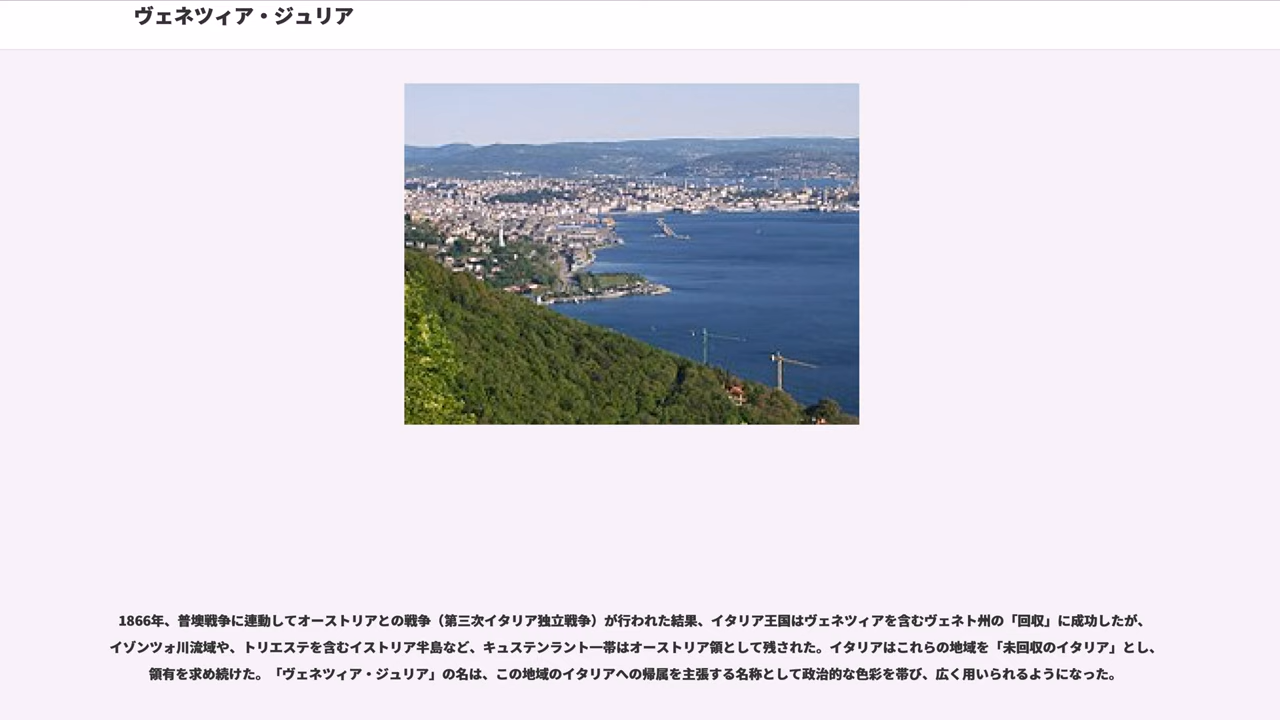 ヴェネツィア・ジュリア
1866年、普墺戦争に連動してオーストリアとの戦争（第三次イタリア独立戦争）が行われた結果、イタリア王国はヴェネツィアを含むヴェネト州の「回収」に成功したが、
イゾンツォ川流域や、トリエステを含むイストリア半島など、キュステンラント一帯はオーストリア領として残された。イタリアはこれらの地域を「未回収のイタリア」とし、
領有を求め続けた。「ヴェネツィア・ジュリア」の名は、この地域のイタリアへの帰属を主張する名称として政治的な色彩を帯び、広く用いられるようになった。